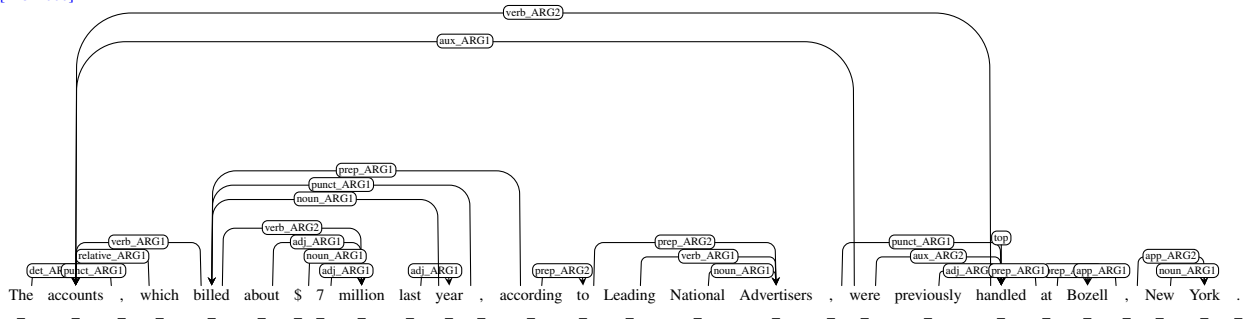 verb_ARG2
aux_ARG1
prep_ARG1
punct_ARG1
noun_ARG1
verb_ARG2
top
verb_ARG1 adj_ARG1 prep_ARG2 punct_ARG1
relative_ARG1 noun_ARG1 verb_ARG1 aux_ARG2 app_ARG2
punct_ARG1 adj_ARG1 adj_ARG1 prep_ARG2 noun_ARG1 prep_ARG1 app_ARG1 noun_ARG1
The accounts , which billed about $ 7 million last year , according to Leading National Advertisers , were previously handled at Bozell , New York .